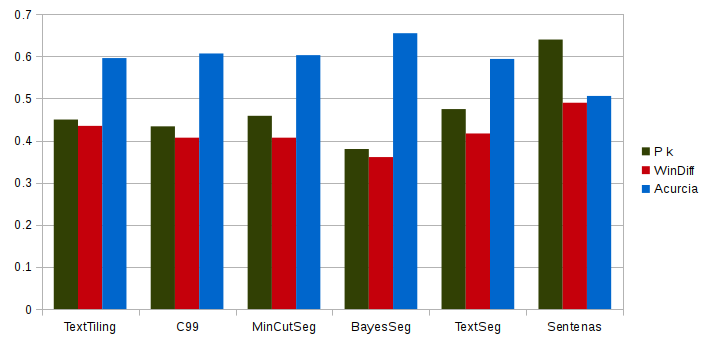 0.7
0.6
0.5
0.4
0.3
0.2
0.1
0
TextTiling C99 MinCutSeg BayesSeg TextSeg Sentenas
P k
WinDiff
Acurcia